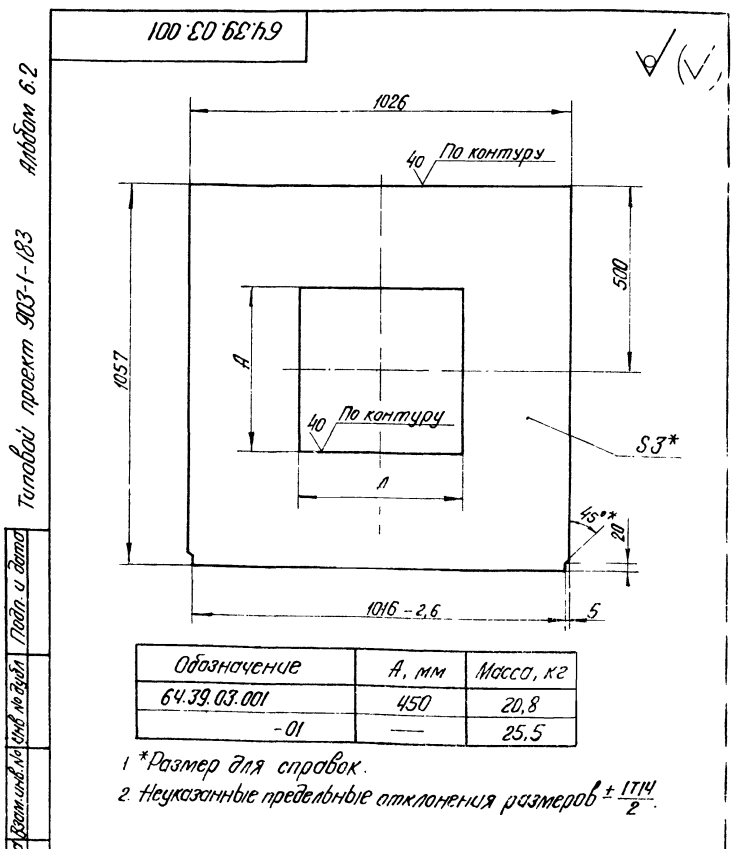 64.39.03.001
Альбом 6.2
Типовой проект 903-1-183
Подп. и дата
Инв № дубл
Взам. инв. №
1026
40 По контуру
500
1057
А
40 По контуру
А
S3*
45°*
20
1016 -2,6
5
Обозначение А, мм Масса, кг
64.39.03.001 450 20,8
-01 — 25.5
1 *Размер для справок.
2. Неуказанные предельные отклонения размеров ± IT14/2.